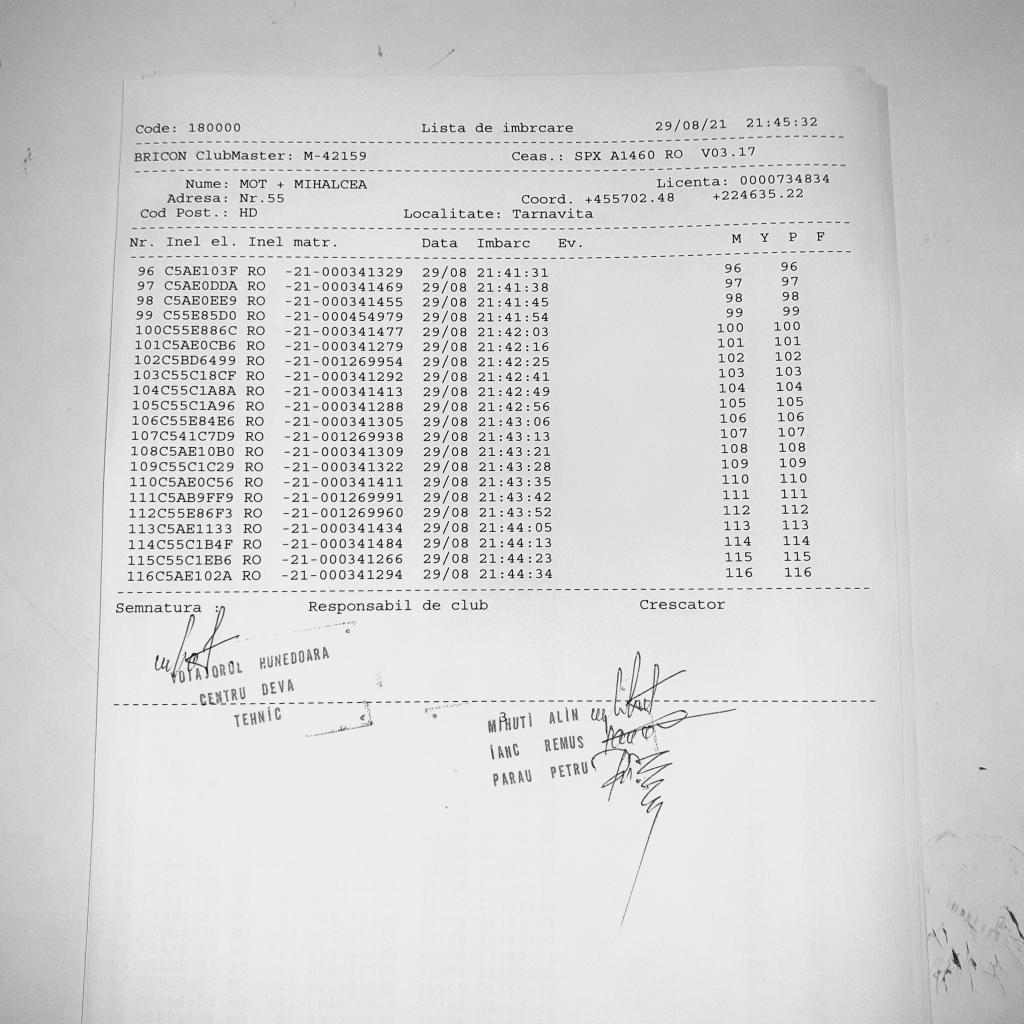 Code: 180000 Lista de imbrcare 29/08/21 21:45:32
BRICON ClubMaster: M-42159 Ceas.: SPX A1460 RO V03.17
Nume: MOT + MIHALCEA Licenta: 0000734834
Adresa: Nr.55 Coord. +455702.48 +224635.22
Cod Post.: HD Localitate: Tarnavita
Nr. Inel el. Inel matr. Data Imbarc Ev. M Y P F
96 C5AE103F RO -21-000341329 29/08 21:41:31 96 96
97 C5AE0DDA RO -21-000341469 29/08 21:41:38 97 97
98 C5AE0EE9 RO -21-000341455 29/08 21:41:45 98 98
99 C55E85D0 RO -21-000454979 29/08 21:41:54 99 99
100C55E886C RO -21-000341477 29/08 21:42:03 100 100
101C5AE0CB6 RO -21-000341279 29/08 21:42:16 101 101
102C5BD6499 RO -21-001269954 29/08 21:42:25 102 102
103C55C18CF RO -21-000341292 29/08 21:42:41 103 103
104C55C1A8A RO -21-000341413 29/08 21:42:49 104 104
105C55C1A96 RO -21-000341288 29/08 21:42:56 105 105
106C55E84E6 RO -21-000341305 29/08 21:43:06 106 106
107C541C7D9 RO -21-001269938 29/08 21:43:13 107 107
108C5AE10B0 RO -21-000341309 29/08 21:43:21 108 108
109C55C1C29 RO -21-000341322 29/08 21:43:28 109 109
110C5AE0C56 RO -21-000341411 29/08 21:43:35 110 110
111C5AB9FF9 RO -21-001269991 29/08 21:43:42 111 111
112C55E86F3 RO -21-001269960 29/08 21:43:52 112 112
113C5AE1133 RO -21-000341434 29/08 21:44:05 113 113
114C55C1B4F RO -21-000341484 29/08 21:44:13 114 114
115C55C1EB6 RO -21-000341266 29/08 21:44:23 115 115
116C5AE102A RO -21-000341294 29/08 21:44:34 116 116
Semnatura : Responsabil de club Crescator
HUNEDOARA
CENTRU DEVA
TEHNIC
3
MIHUTI ALIN
IANC REMUS
PARAU PETRU